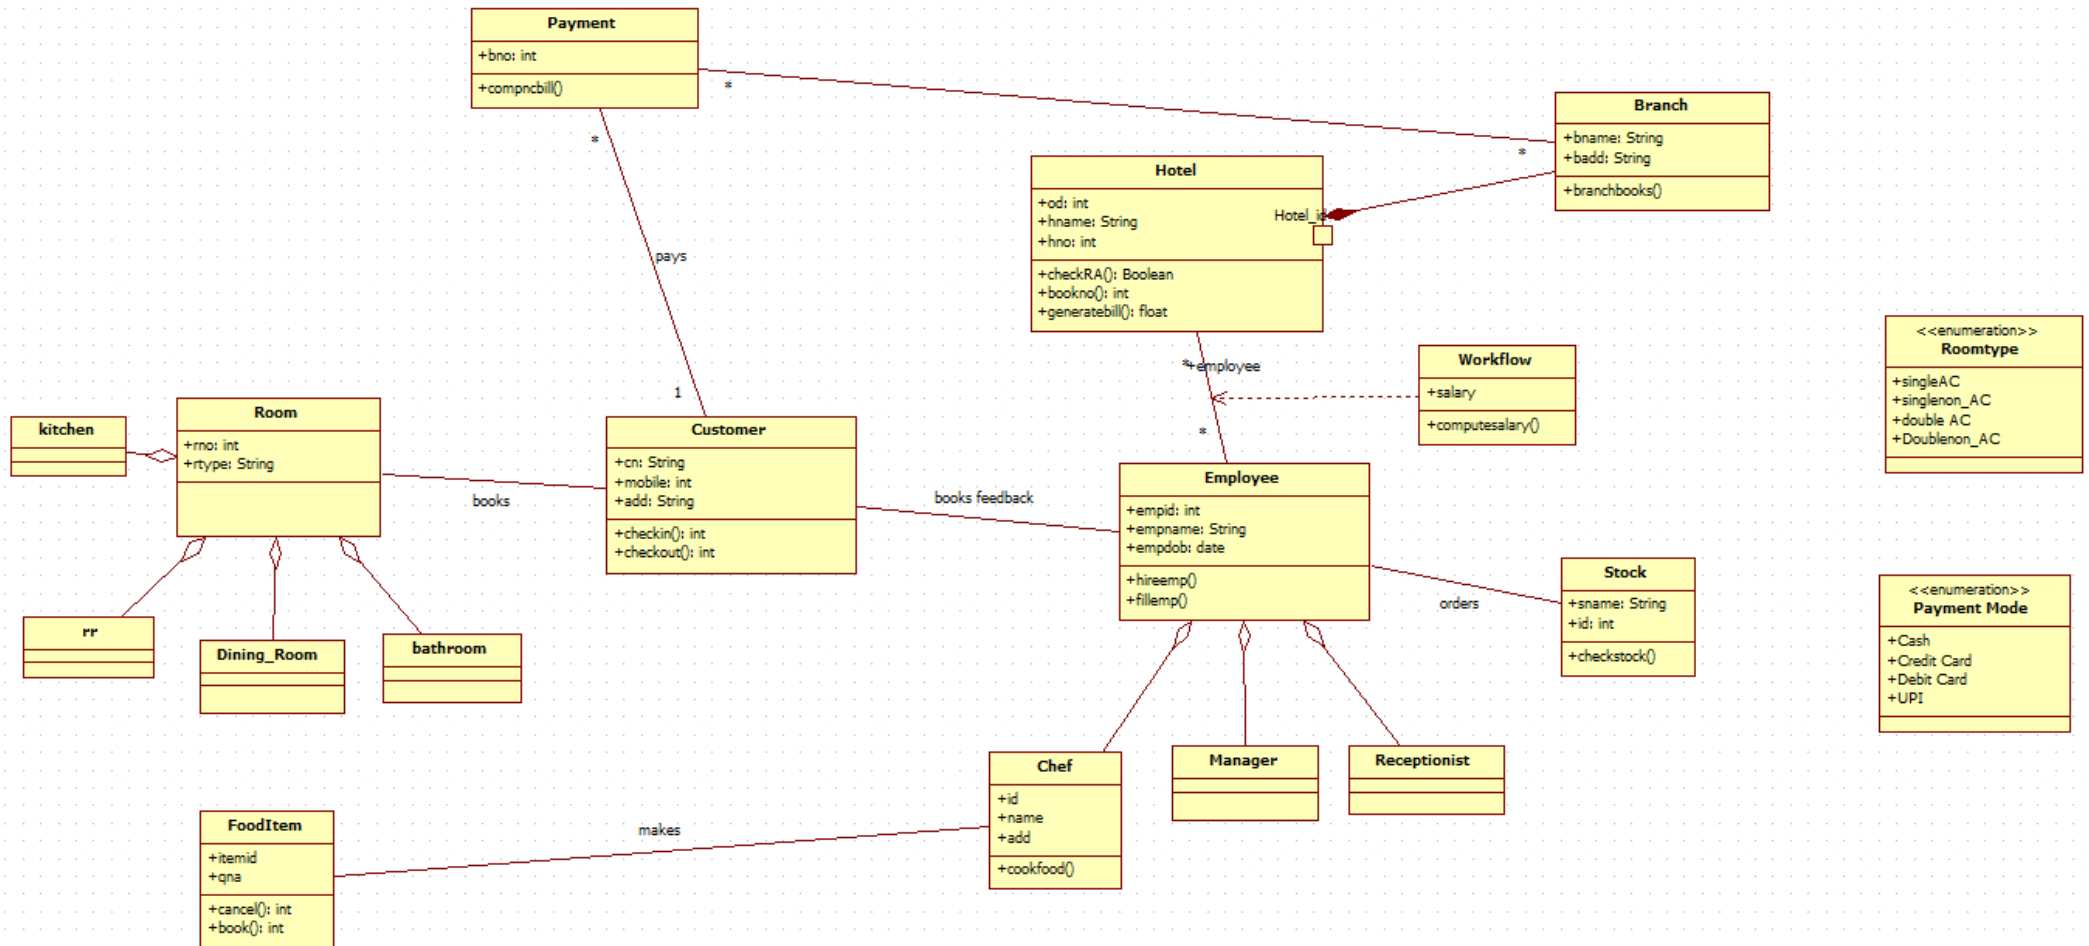 Payment
+bno: int
+compncbill()
*
*
Branch
+bname: String
+badd: String
+branchbooks()
Hotel
+od: int
+hname: String
+hno: int
+checkRA(): Boolean
+bookno(): int
+generatebill(): float
Hotel_id
*
pays
1
*
+employee
*
Workflow
+salary
+computesalary()
<<enumeration>>
Roomtype
+singleAC
+singlenon_AC
+double AC
+Doublenon_AC
kitchen
Room
+rno: int
+rtype: String
books
Customer
+cn: String
+mobile: int
+add: String
+checkin(): int
+checkout(): int
books feedback
Employee
+empid: int
+empname: String
+empdob: date
+hireemp()
+fillemp()
orders
Stock
+sname: String
+id: int
+checkstock()
<<enumeration>>
Payment Mode
+Cash
+Credit Card
+Debit Card
+UPI
rr
Dining_Room
bathroom
Chef
+id
+name
+add
+cookfood()
Manager
Receptionist
makes
FoodItem
+itemid
+qna
+cancel(): int
+book(): int